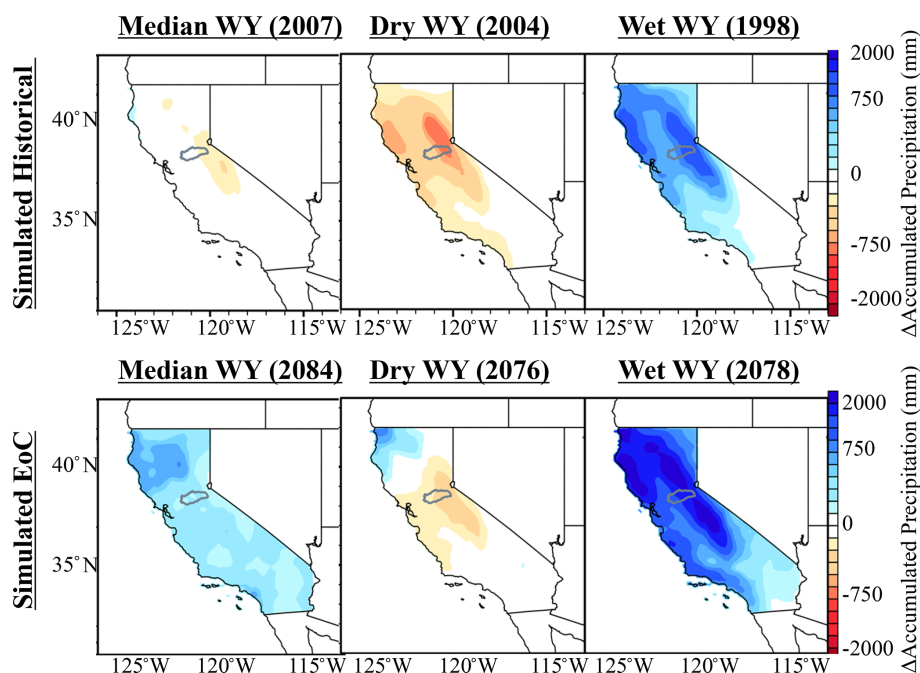 Median WY (2007) Dry WY (2004) Wet WY (1998)
Simulated Historical
40°N
35°N
125°W 120°W 115°W 125°W 120°W 115°W 125°W 120°W 115°W
2000
750
0
-750
-2000
ΔAccumulated Precipitation (mm)
Median WY (2084) Dry WY (2076) Wet WY (2078)
Simulated EoC
40°N
35°N
125°W 120°W 115°W 125°W 120°W 115°W 125°W 120°W 115°W
2000
750
0
-750
-2000
ΔAccumulated Precipitation (mm)